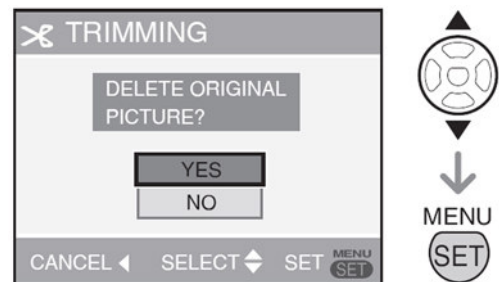 TRIMMING
DELETE ORIGINAL
PICTURE?
YES
NO
CANCEL SELECT SET MENU
SET
MENU
SET